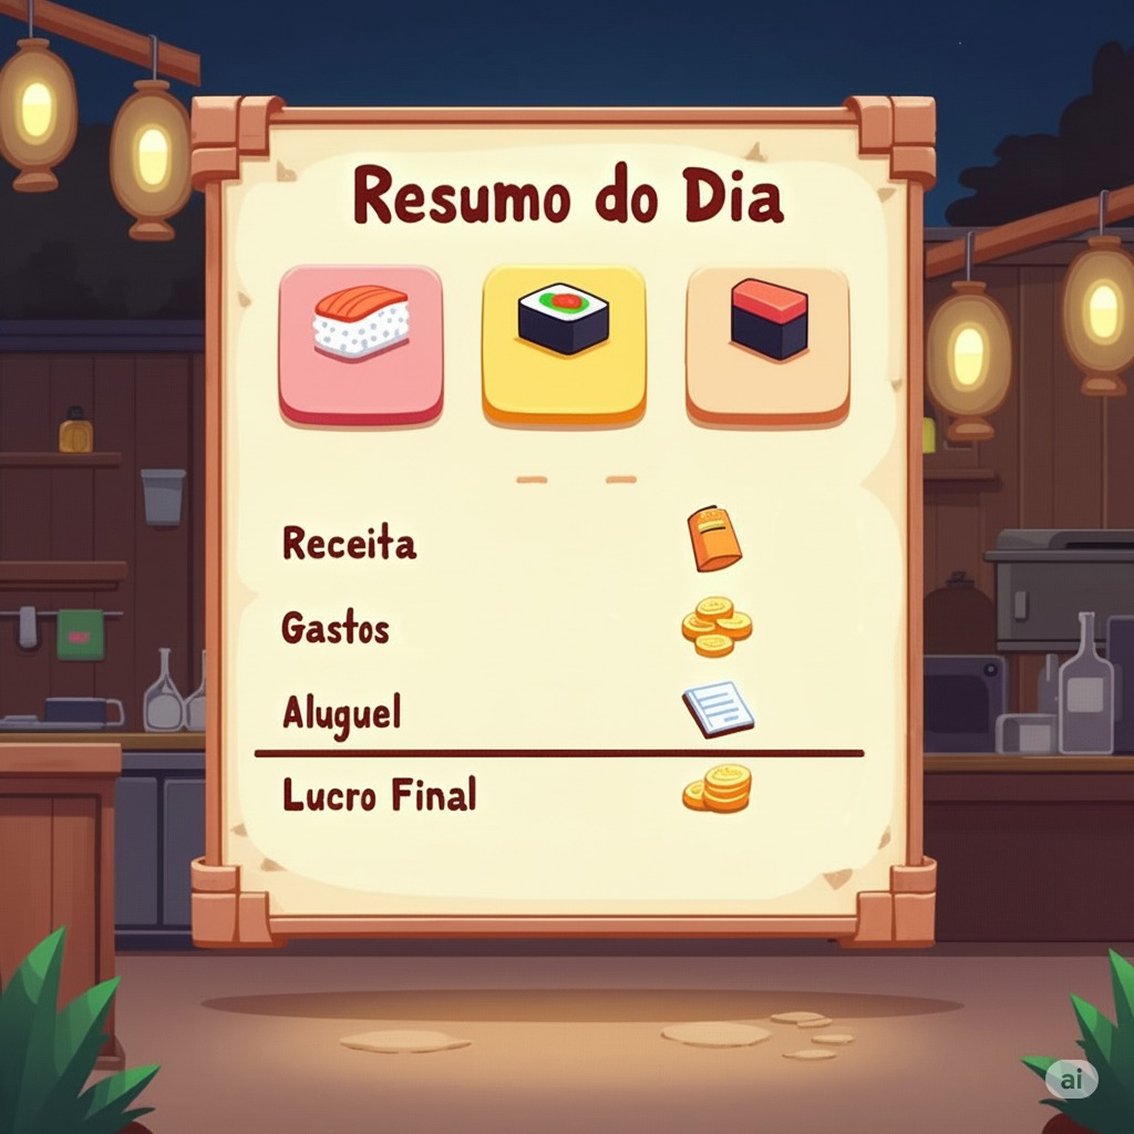 Resumo do Dia
Receita
Gastos
Aluguel
Lucro Final
ai